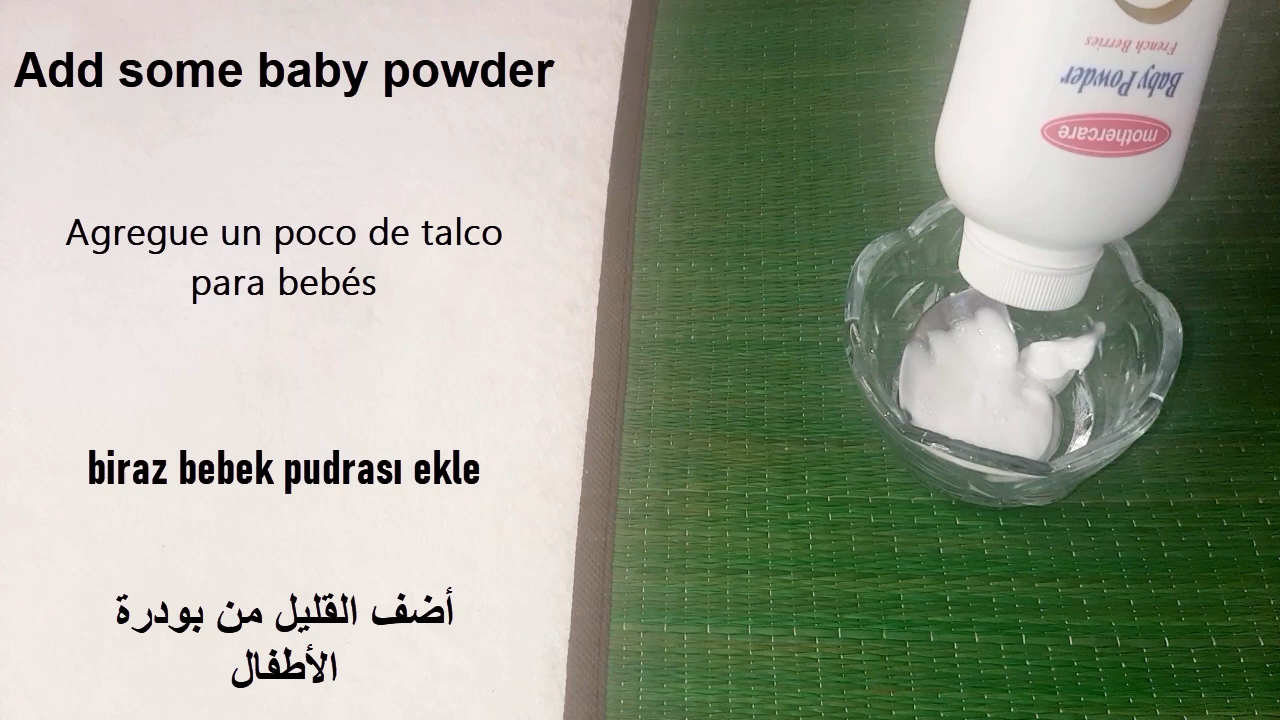 Add some baby powder
Agregue un poco de talco
para bebés
biraz bebek pudrası ekle
أضف القليل من بودرة
الأطفال
French Berries
Baby Powder
mothercare